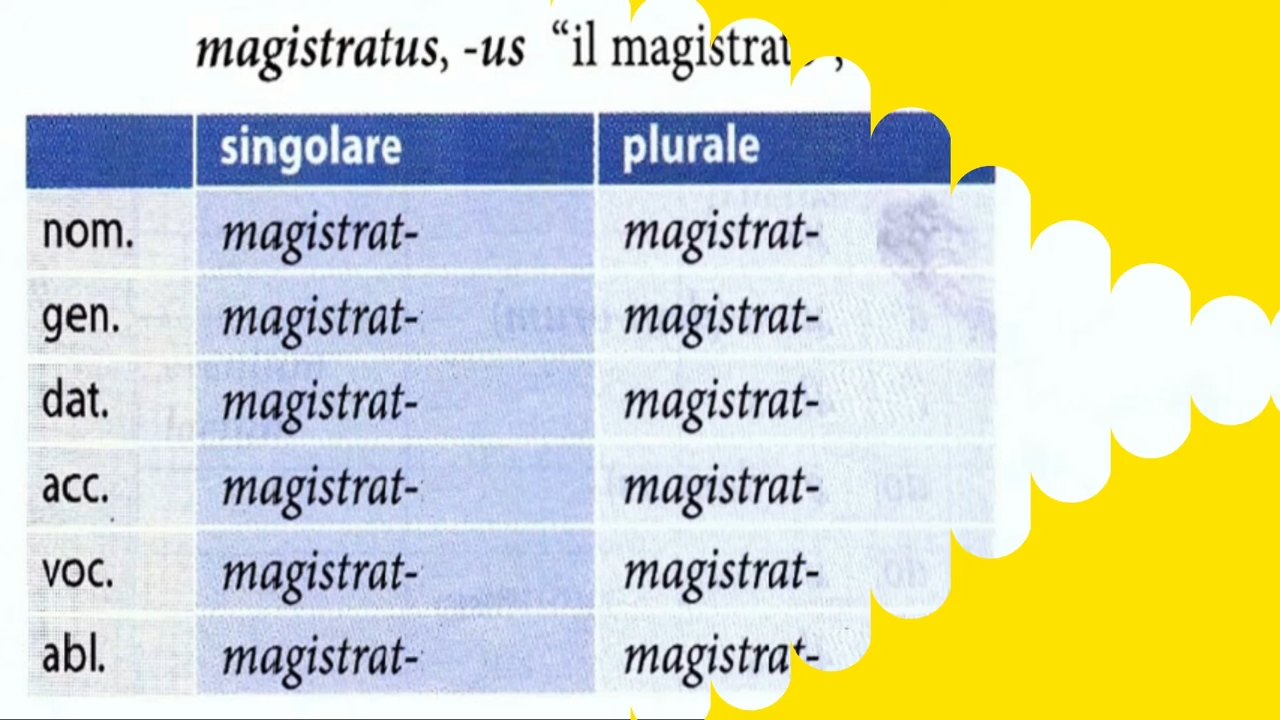 magistratus, -us “il magistrat
singolare plurale
nom. magistrat- magistrat-
gen. magistrat- magistrat-
dat. magistrat- magistrat-
acc. magistrat- magistrat-
voc. magistrat- magistrat-
abl. magistrat- magistrat-